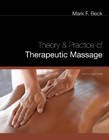 Mark F. Beck
Theory & Practice of
Therapeutic Massage